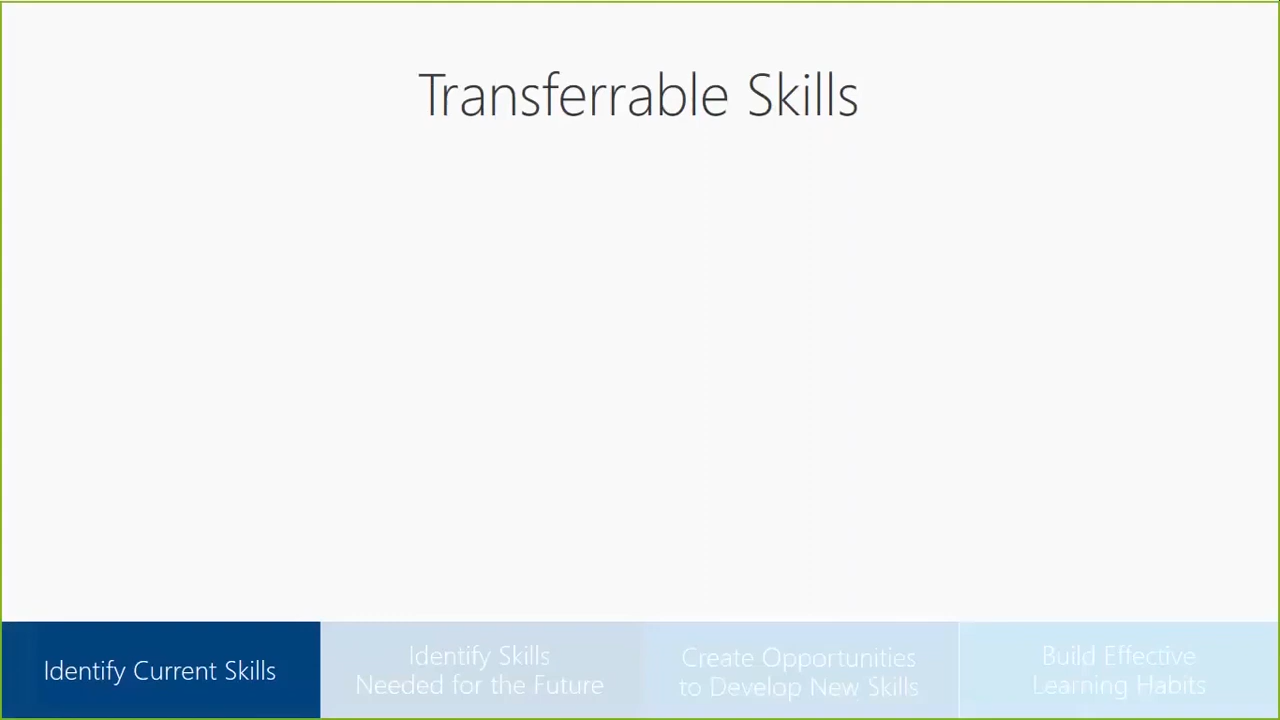 Transferrable Skills
Identify Current Skills
Identify Skills
Needed for the Future
Create Opportunities
to Develop New Skills
Build Effective
Learning Habits